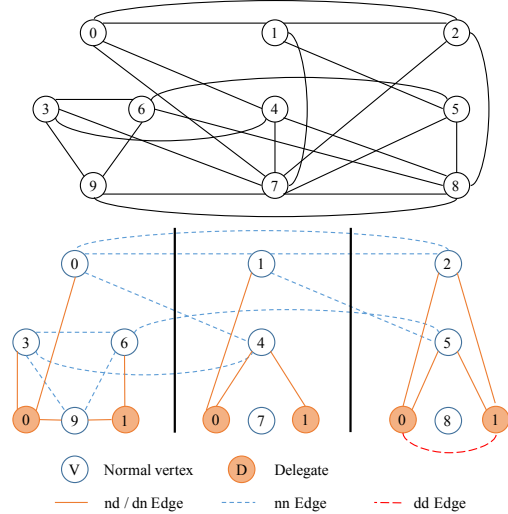 0 1 2
3 6 4 5
9 7 8
0 1 2
3 6 4 5
0 9 1 0 7 1 0 8 1
V Normal vertex D Delegate
nd / dn Edge nn Edge dd Edge